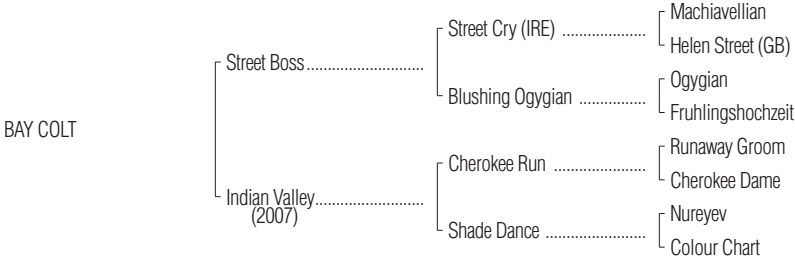 Machiavellian
Street Cry (IRE) ....................
Helen Street (GB)
Street Boss............................
Ogygian
Blushing Ogygian ................
Fruhlingshochzeit
BAY COLT
Runaway Groom
Cherokee Run ......................
Cherokee Dame
Indian Valley..........................
(2007)
Nureyev
Shade Dance ........................
Colour Chart